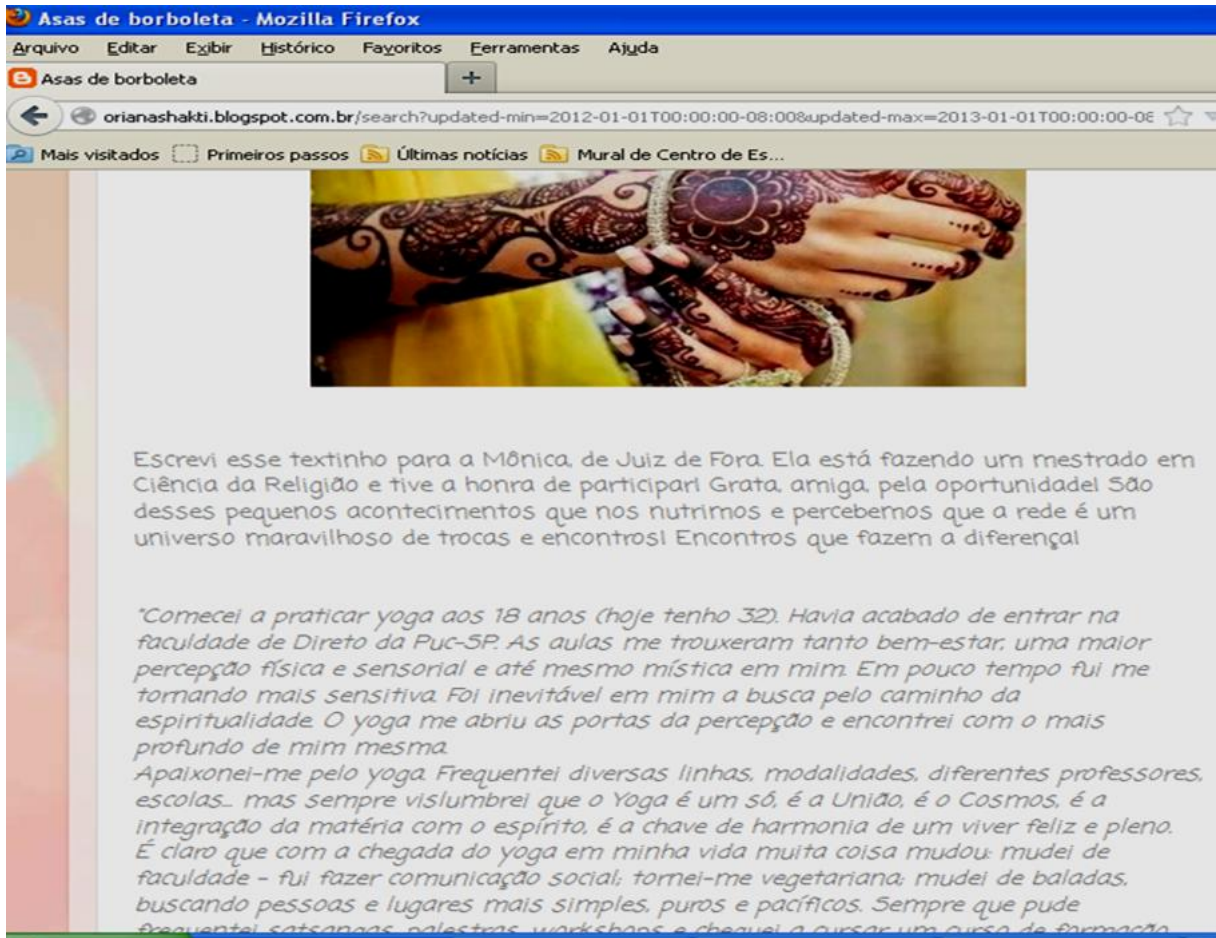 Asas de borboleta - Mozilla Firefox
Arquivo Editar Exibir Histórico Favoritos Ferramentas Ajuda
Asas de borboleta +
orianashakti.blogspot.com.br/search?updated-min=2012-01-01T00:00:00-08:00&updated-max=2013-01-01T00:00:00-08
Mais visitados Primeiros passos Últimas notícias Mural de Centro de Es...
Escrevi esse textinho para a Mônica, de Juiz de Fora. Ela está fazendo um mestrado em
Ciência da Religião e tive a honra de participar! Grata, amiga, pela oportunidade! São
desses pequenos acontecimentos que nos nutrimos e percebemos que a rede é um
universo maravilhoso de trocas e encontros! Encontros que fazem a diferença!
"Comecei a praticar yoga aos 18 anos (hoje tenho 32). Havia acabado de entrar na
faculdade de Direto da Puc-SP. As aulas me trouxeram tanto bem-estar, uma maior
percepção física e sensorial e até mesmo mística em mim. Em pouco tempo fui me
tornando mais sensitiva. Foi inevitável em mim a busca pelo caminho da
espiritualidade. O yoga me abriu as portas da percepção e encontrei com o mais
profundo de mim mesma.
Apaixonei-me pelo yoga. Frequentei diversas linhas, modalidades, diferentes professores,
escolas... mas sempre vislumbrei que o Yoga é um só, é a União, é o Cosmos, é a
integração da matéria com o espírito, é a chave de harmonia de um viver feliz e pleno.
É claro que com a chegada do yoga em minha vida muita coisa mudou: mudei de
faculdade - fui fazer comunicação social; tornei-me vegetariana; mudei de baladas,
buscando pessoas e lugares mais simples, puros e pacíficos. Sempre que pude
frequentei satsangas, palestras, workshops e cheguei a cursar um curso de formação